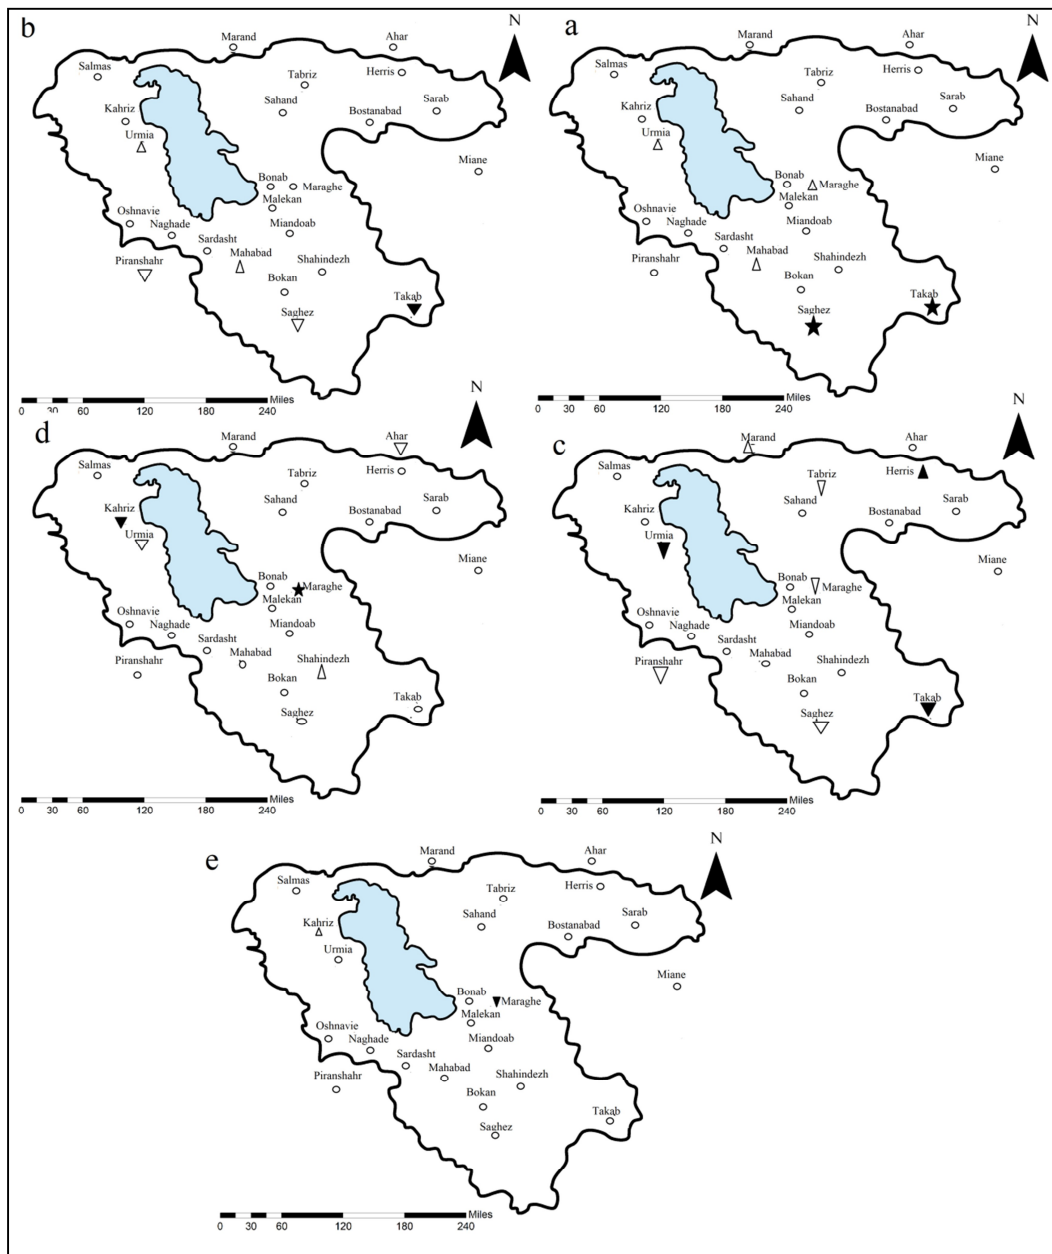 b
N
Marand
Ahar
Salmas
Tabriz
Herris
Kahriz
Sahand
Sarab
Bostanabad
Urmia
Miane
Bonab
Maraghe
Malekan
Oshnavie
Naghade
Miandoab
Sardasht
Mahabad
Piranshahr
Shahindezh
Bokan
Takab
Saghez
Miles
0 30 60 120 180 240
a
N
Marand
Ahar
Salmas
Tabriz
Herris
Kahriz
Sahand
Sarab
Bostanabad
Urmia
Miane
Bonab
Maraghe
Malekan
Oshnavie
Naghade
Miandoab
Sardasht
Mahabad
Piranshahr
Shahindezh
Bokan
Takab
Saghez
Miles
0 30 60 120 180 240
d
N
Marand
Ahar
Salmas
Tabriz
Herris
Kahriz
Sahand
Sarab
Bostanabad
Urmia
Miane
Bonab
Maraghe
Malekan
Oshnavie
Naghade
Miandoab
Sardasht
Mahabad
Piranshahr
Shahindezh
Bokan
Takab
Saghez
Miles
0 30 60 120 180 240
c
N
Marand
Ahar
Salmas
Tabriz
Herris
Kahriz
Sahand
Sarab
Bostanabad
Urmia
Miane
Bonab
Maraghe
Malekan
Oshnavie
Naghade
Miandoab
Sardasht
Mahabad
Piranshahr
Shahindezh
Bokan
Takab
Saghez
Miles
0 30 60 120 180 240
e
N
Marand
Ahar
Salmas
Tabriz
Herris
Kahriz
Sahand
Sarab
Bostanabad
Urmia
Miane
Bonab
Maraghe
Malekan
Oshnavie
Naghade
Miandoab
Sardasht
Mahabad
Piranshahr
Shahindezh
Bokan
Takab
Saghez
Miles
0 30 60 120 180 240